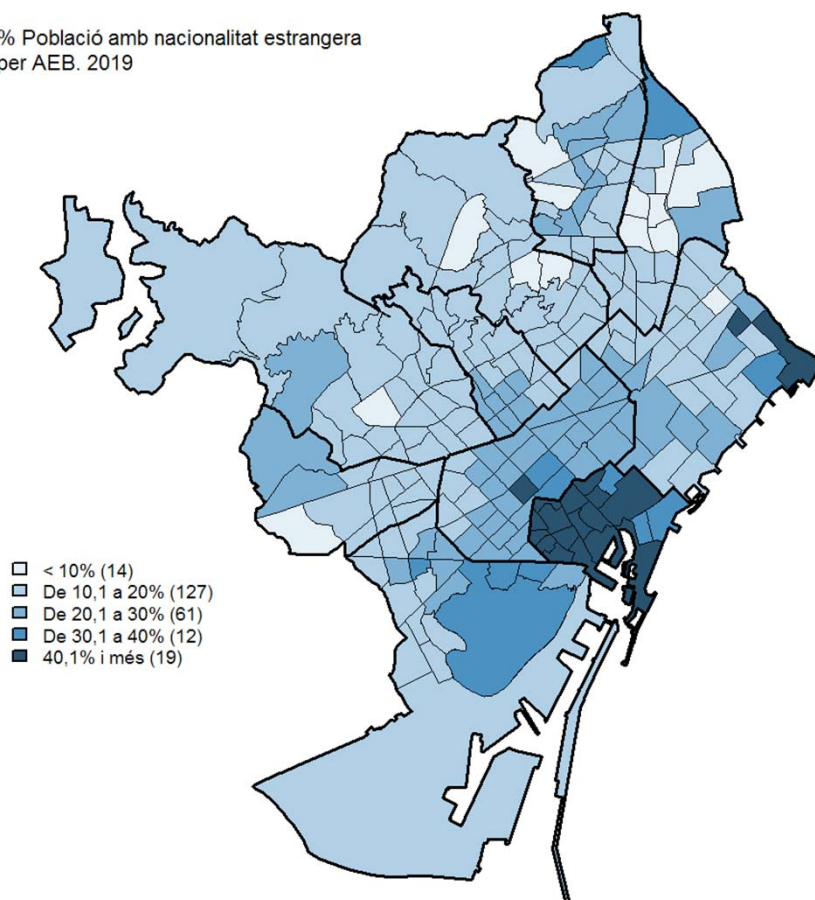 % Població amb nacionalitat estrangera
per AEB. 2019
< 10% (14)
De 10,1 a 20% (127)
De 20,1 a 30% (61)
De 30,1 a 40% (12)
40,1% i més (19)